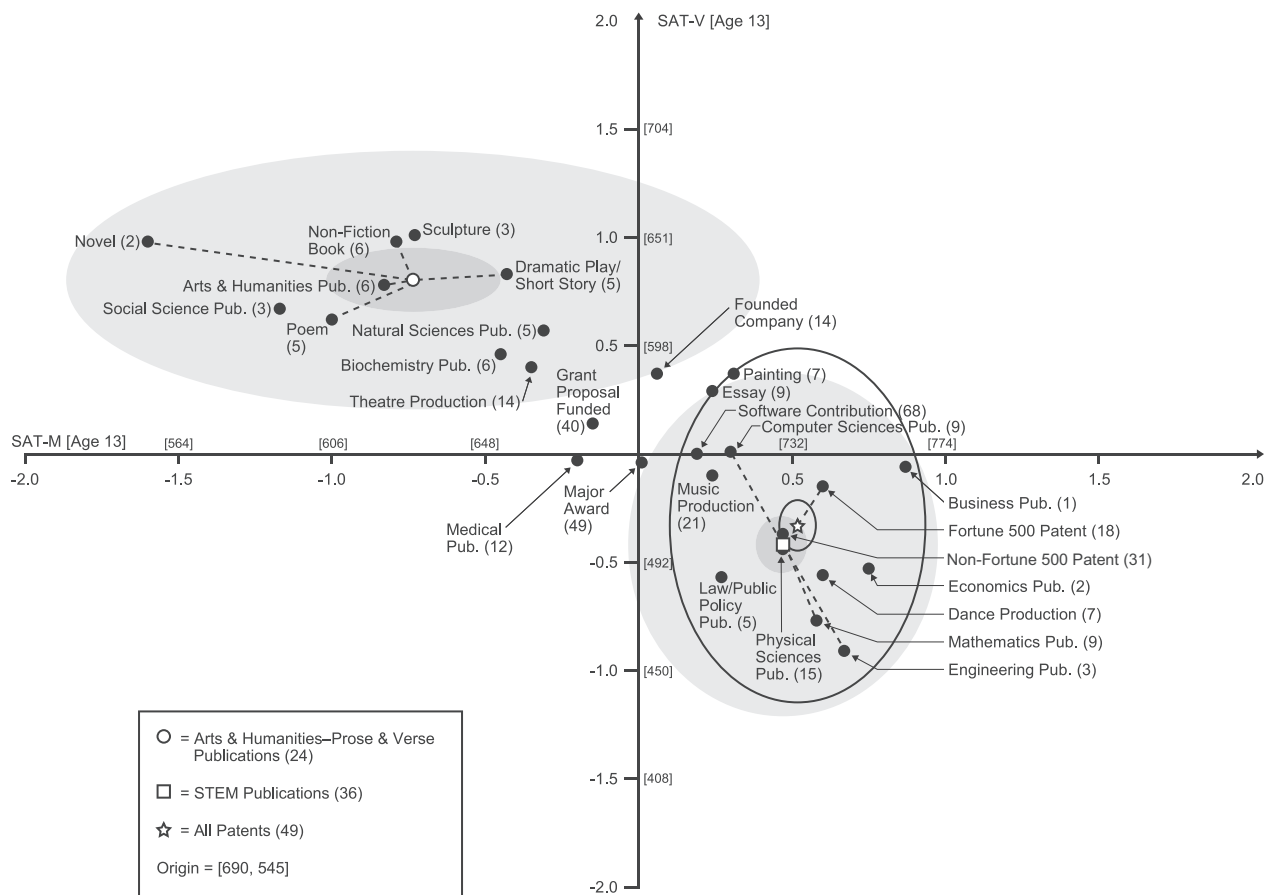 2.0
SAT-V [Age 13]
1.5
[704]
1.0
[651]
Novel (2)
Non-Fiction
Book (6)
Sculpture (3)
Dramatic Play/
Short Story (5)
Arts & Humanities Pub. (6)
Social Science Pub. (3)
Poem
(5)
Natural Sciences Pub. (5)
Biochemistry Pub. (6)
Theatre Production (14)
0.5
[598]
Founded
Company (14)
Grant
Proposal
Funded
(40)
Painting (7)
Essay (9)
Software Contribution (68)
Computer Sciences Pub. (9)
SAT-M [Age 13]
[564]
[606]
[648]
[732]
[774]
-2.0
-1.5
-1.0
-0.5
0.5
1.0
1.5
2.0
Medical
Pub. (12)
Major
Award
(49)
Music
Production
(21)
Business Pub. (1)
Fortune 500 Patent (18)
Non-Fortune 500 Patent (31)
Economics Pub. (2)
Dance Production (7)
Mathematics Pub. (9)
Engineering Pub. (3)
-0.5
[492]
Law/Public
Policy
Pub. (5)
Physical
Sciences
Pub. (15)
-1.0
[450]
-1.5
[408]
-2.0
= Arts & Humanities–Prose & Verse
Publications (24)
= STEM Publications (36)
= All Patents (49)
Origin = [690, 545]